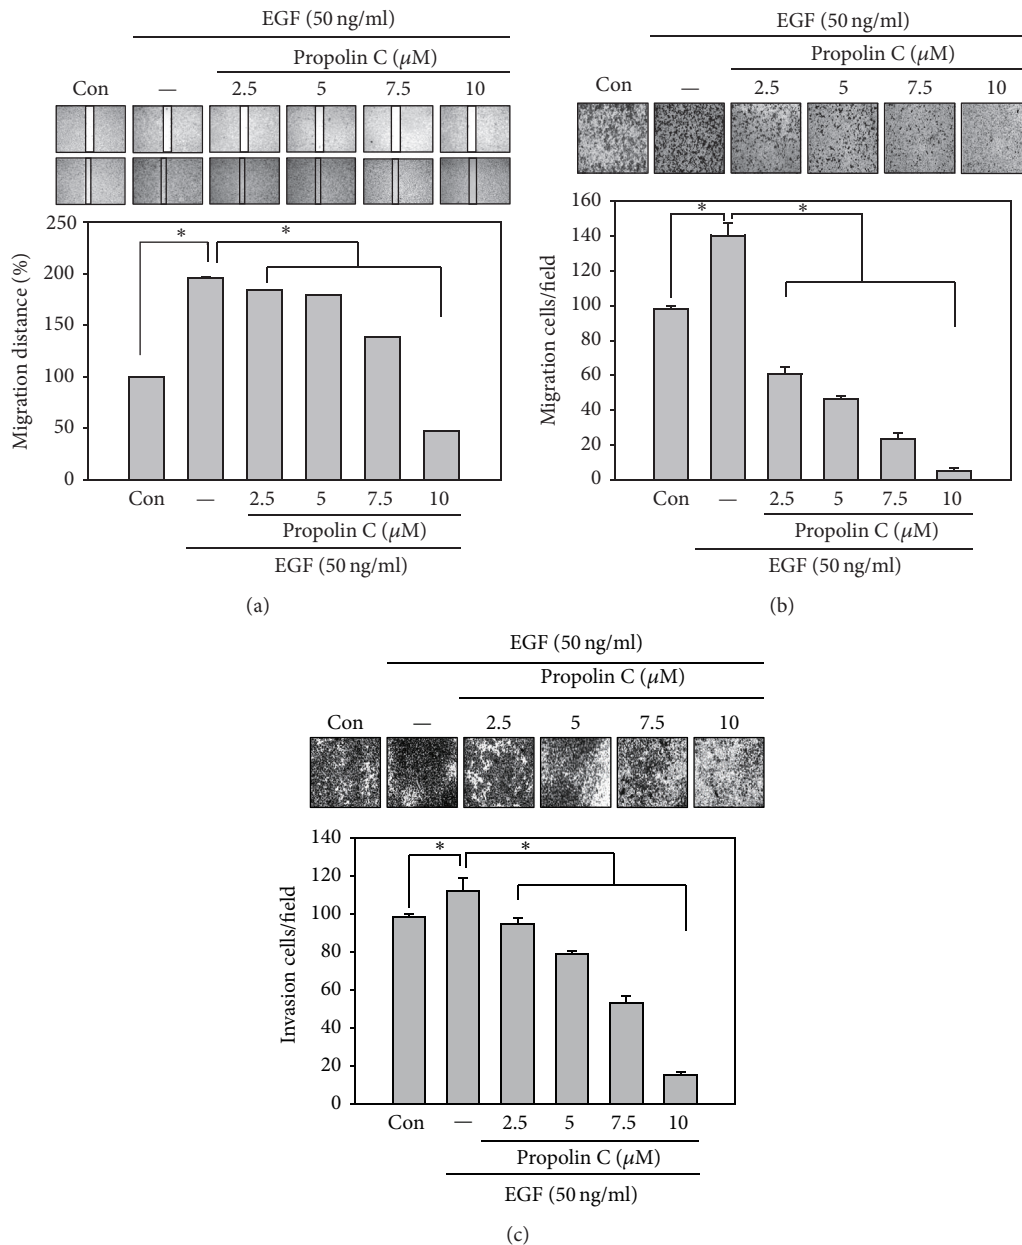 EGF (50 ng/ml)
Propolin C (μM)
Con — 2.5 5 7.5 10
250
200
150
100
50
0
Migration distance (%)
* *
Con — 2.5 5 7.5 10
Propolin C (μM)
EGF (50 ng/ml)
(a)
EGF (50 ng/ml)
Propolin C (μM)
Con — 2.5 5 7.5 10
160
140
120
100
80
60
40
20
0
Migration cells/field
* *
Con — 2.5 5 7.5 10
Propolin C (μM)
EGF (50 ng/ml)
(b)
EGF (50 ng/ml)
Propolin C (μM)
Con — 2.5 5 7.5 10
140
120
100
80
60
40
20
0
Invasion cells/field
* *
Con — 2.5 5 7.5 10
Propolin C (μM)
EGF (50 ng/ml)
(c)